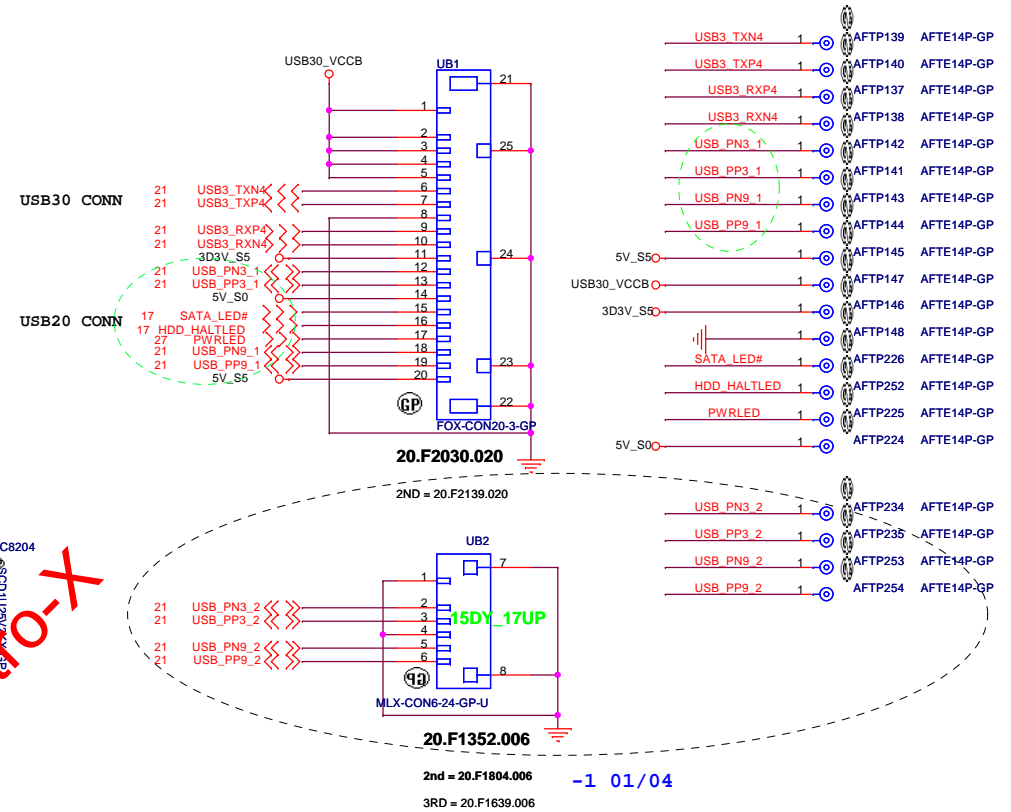 USB30_VCCB
UB1
21
1
2
25
3
4
5
USB30 CONN
21 USB3_TXN4 6
21 USB3_TXP4 7
8
21 USB3_RXP4 9
21 USB3_RXN4 10
3D3V_S5 11 24
21 USB_PN3_1 12
21 USB_PP3_1 13
5V_S0 14
USB20 CONN
17 SATA_LED# 15
17 HDD_HALTLED 16
27 PWRLED 17
21 USB_PN9_1 18
21 USB_PP9_1 19 23
5V_S5 20
GP
22
FOX-CON20-3-GP
20.F2030.020
2ND = 20.F2139.020
USB3_TXN4 1 AFTP139 AFTE14P-GP
USB3_TXP4 1 AFTP140 AFTE14P-GP
USB3_RXP4 1 AFTP137 AFTE14P-GP
USB3_RXN4 1 AFTP138 AFTE14P-GP
USB_PN3_1 1 AFTP142 AFTE14P-GP
USB_PP3_1 1 AFTP141 AFTE14P-GP
USB_PN9_1 1 AFTP143 AFTE14P-GP
USB_PP9_1 1 AFTP144 AFTE14P-GP
5V_S5 1 AFTP145 AFTE14P-GP
USB30_VCCB 1 AFTP147 AFTE14P-GP
3D3V_S5 1 AFTP146 AFTE14P-GP
1 AFTP148 AFTE14P-GP
SATA_LED# 1 AFTP226 AFTE14P-GP
HDD_HALTLED 1 AFTP252 AFTE14P-GP
PWRLED 1 AFTP225 AFTE14P-GP
5V_S0 1 AFTP224 AFTE14P-GP
USB_PN3_2 1 AFTP234 AFTE14P-GP
USB_PP3_2 1 AFTP235 AFTE14P-GP
USB_PN9_2 1 AFTP253 AFTE14P-GP
USB_PP9_2 1 AFTP254 AFTE14P-GP
C8204
UB2
7
1
21 USB_PN3_2 2
21 USB_PP3_2 3
15DY_17UP
4
21 USB_PN9_2 5
21 USB_PP9_2 6
8
GP
MLX-CON6-24-GP-U
20.F1352.006
2nd = 20.F1804.006
-1 01/04
3RD = 20.F1639.006